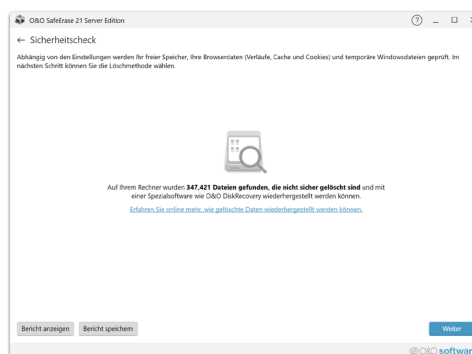 O&O SafeErase 21 Server Edition
← Sicherheitscheck
Abhängig von den Einstellungen werden Ihr freier Speicher, Ihre Browserdaten (Verläufe, Cache und Cookies) und temporäre Windowsdateien geprüft. Im
nächsten Schritt können Sie die Löschmethode wählen.
Auf Ihrem Rechner wurden 347,421 Dateien gefunden, die nicht sicher gelöscht sind und mit
einer Spezialsoftware wie O&O DiskRecovery wiederhergestellt werden können.
Erfahren Sie online mehr, wie gelöschte Daten wiederhergestellt werden können.
Bericht anzeigen Bericht speichern Weiter
O&O softwar